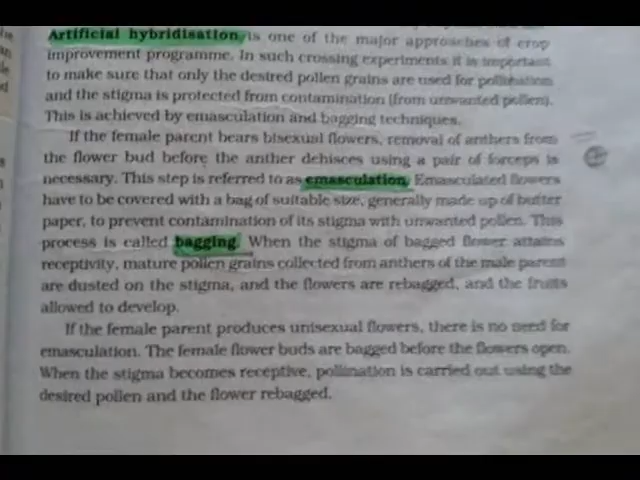 Artificial hybridisation is one of the major approaches of crop
improvement programme. In such crossing experiments it is important
to make sure that only the desired pollen grains are used for pollination
and the stigma is protected from contamination (from unwanted pollen).
This is achieved by emasculation and bagging techniques.
If the female parent bears bisexual flowers, removal of anthers from
the flower bud before the anther dehisces using a pair of forceps is
necessary. This step is referred to as emasculation. Emasculated flowers
have to be covered with a bag of suitable size, generally made up of butter
paper, to prevent contamination of its stigma with unwanted pollen. This
process is called bagging. When the stigma of bagged flower attains
receptivity, mature pollen grains collected from anthers of the male parent
are dusted on the stigma, and the flowers are rebagged, and the fruits
allowed to develop.
If the female parent produces unisexual flowers, there is no need for
emasculation. The female flower buds are bagged before the flowers open.
When the stigma becomes receptive, pollination is carried out using the
desired pollen and the flower rebagged.